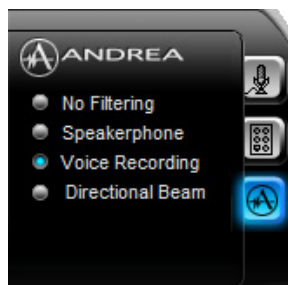 ANDREA
No Filtering
Speakerphone
Voice Recording
Directional Beam